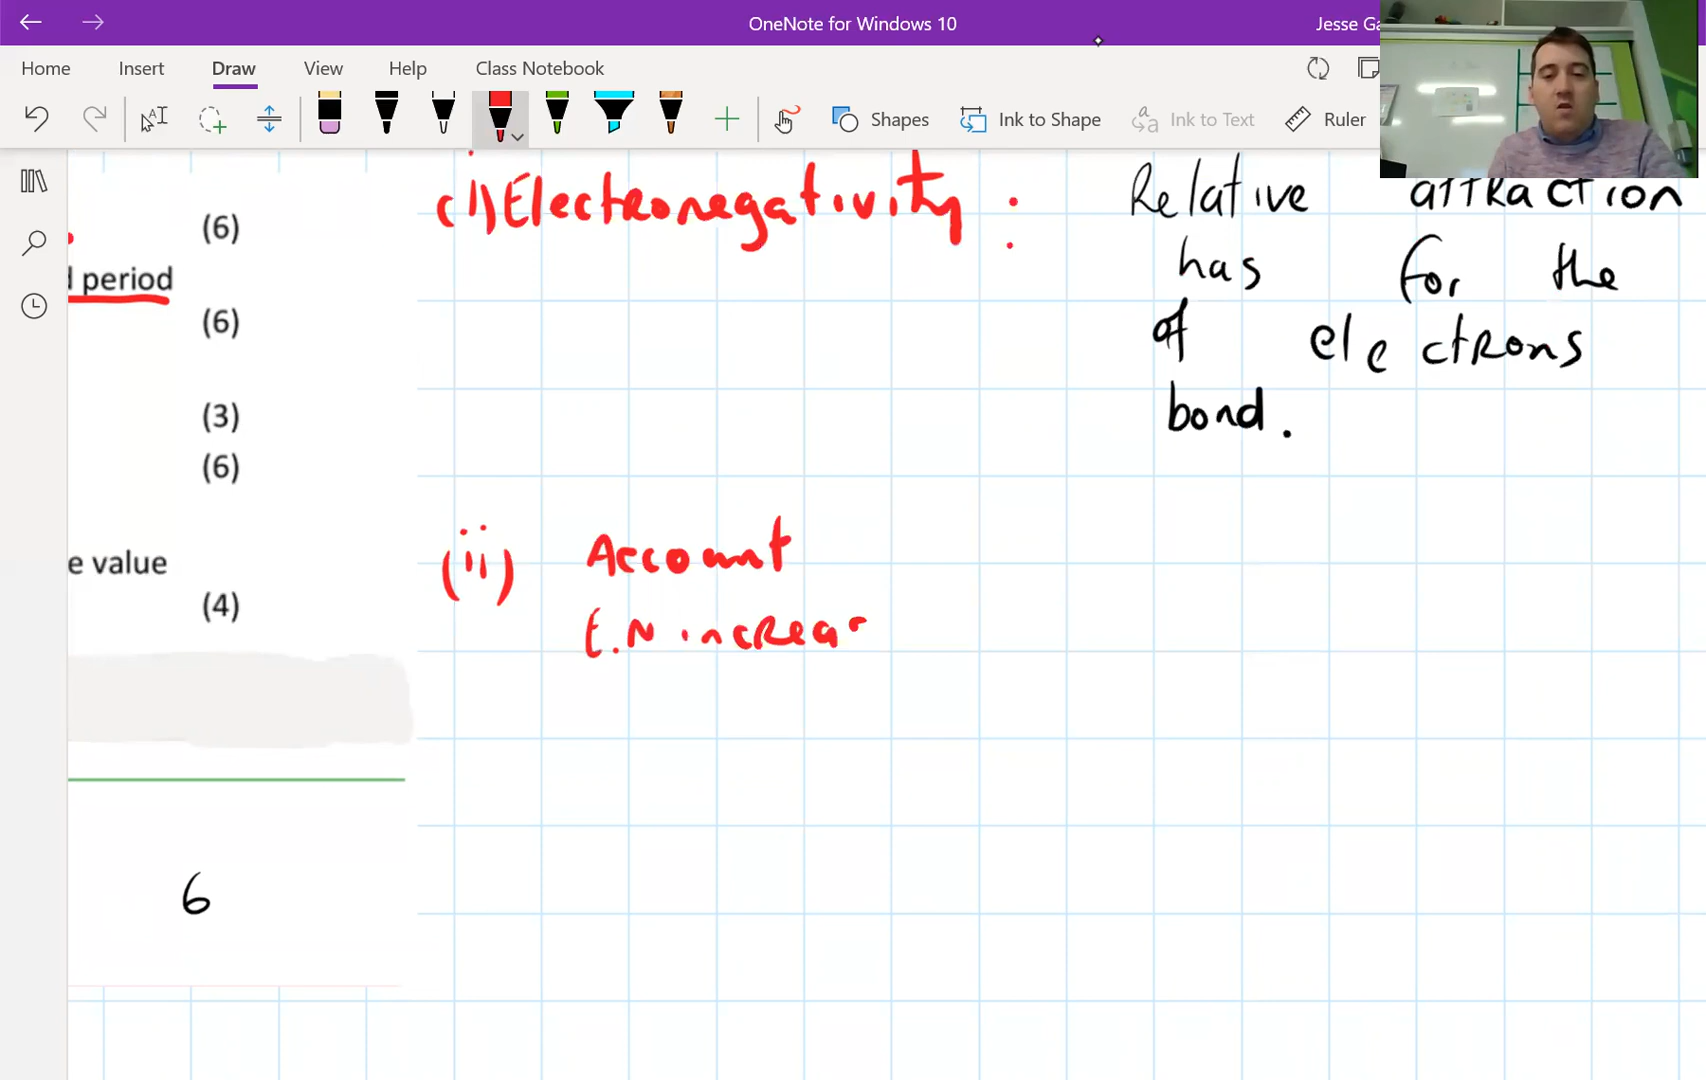 OneNote for Windows 10
Jesse Ga
Home Insert Draw View Help Class Notebook
Shapes Ink to Shape Ink to Text Ruler
(6)
d period
(6)
(3)
(6)
e value
(4)
6
(i) Electronegativity :
Relative attraction
has for the
of electrons
bond.
(ii) Account
E.N increas